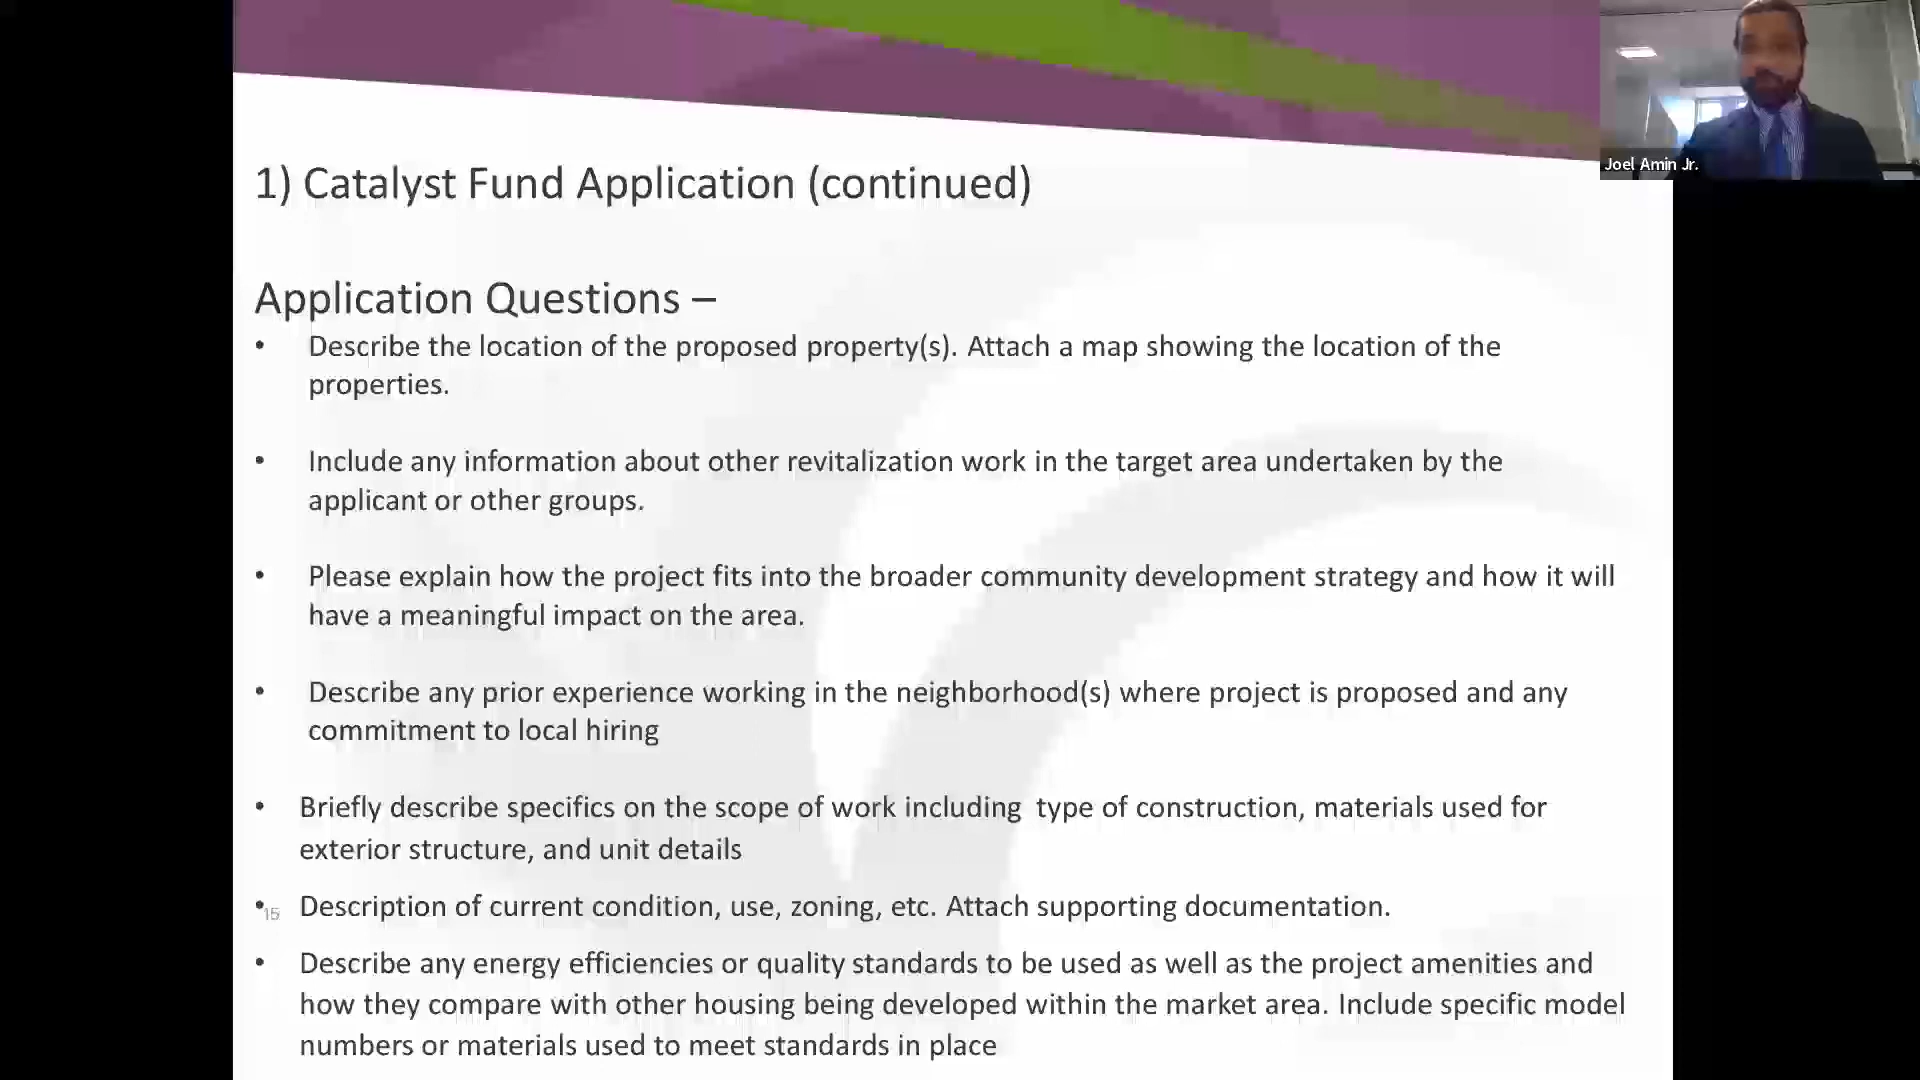 Joel Amin Jr.
1) Catalyst Fund Application (continued)
Application Questions –
• Describe the location of the proposed property(s). Attach a map showing the location of the
properties.
• Include any information about other revitalization work in the target area undertaken by the
applicant or other groups.
• Please explain how the project fits into the broader community development strategy and how it will
have a meaningful impact on the area.
• Describe any prior experience working in the neighborhood(s) where project is proposed and any
commitment to local hiring
• Briefly describe specifics on the scope of work including  type of construction, materials used for
exterior structure, and unit details
• Description of current condition, use, zoning, etc. Attach supporting documentation.
15
• Describe any energy efficiencies or quality standards to be used as well as the project amenities and
how they compare with other housing being developed within the market area. Include specific model
numbers or materials used to meet standards in place